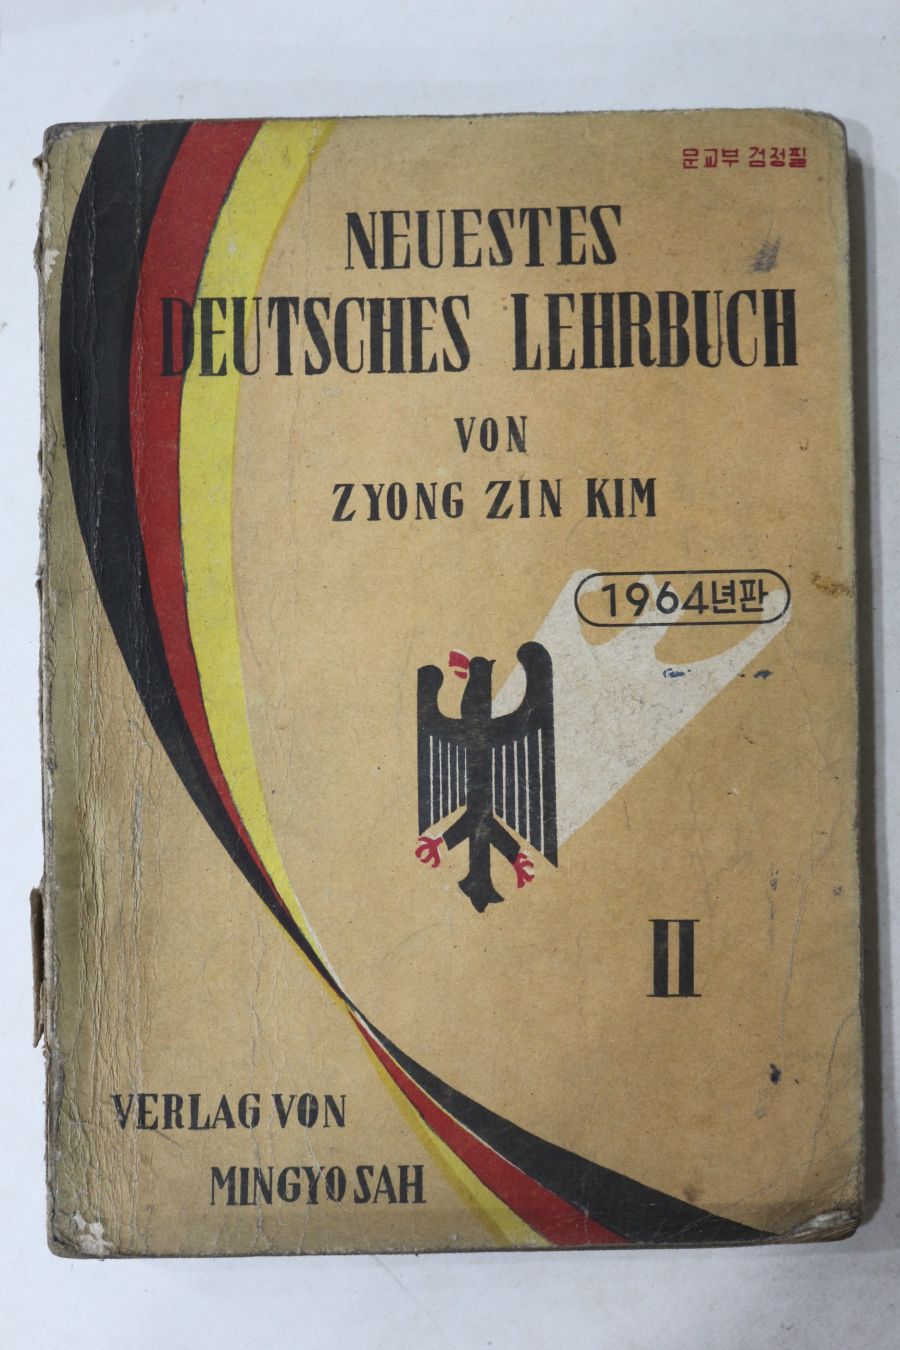 문교부 검정필
NEUESTES
DEUTSCHES LEHRBUCH
VON
ZYONG ZIN KIM
1964년판
II
VERLAG VON
MINGYO SAH